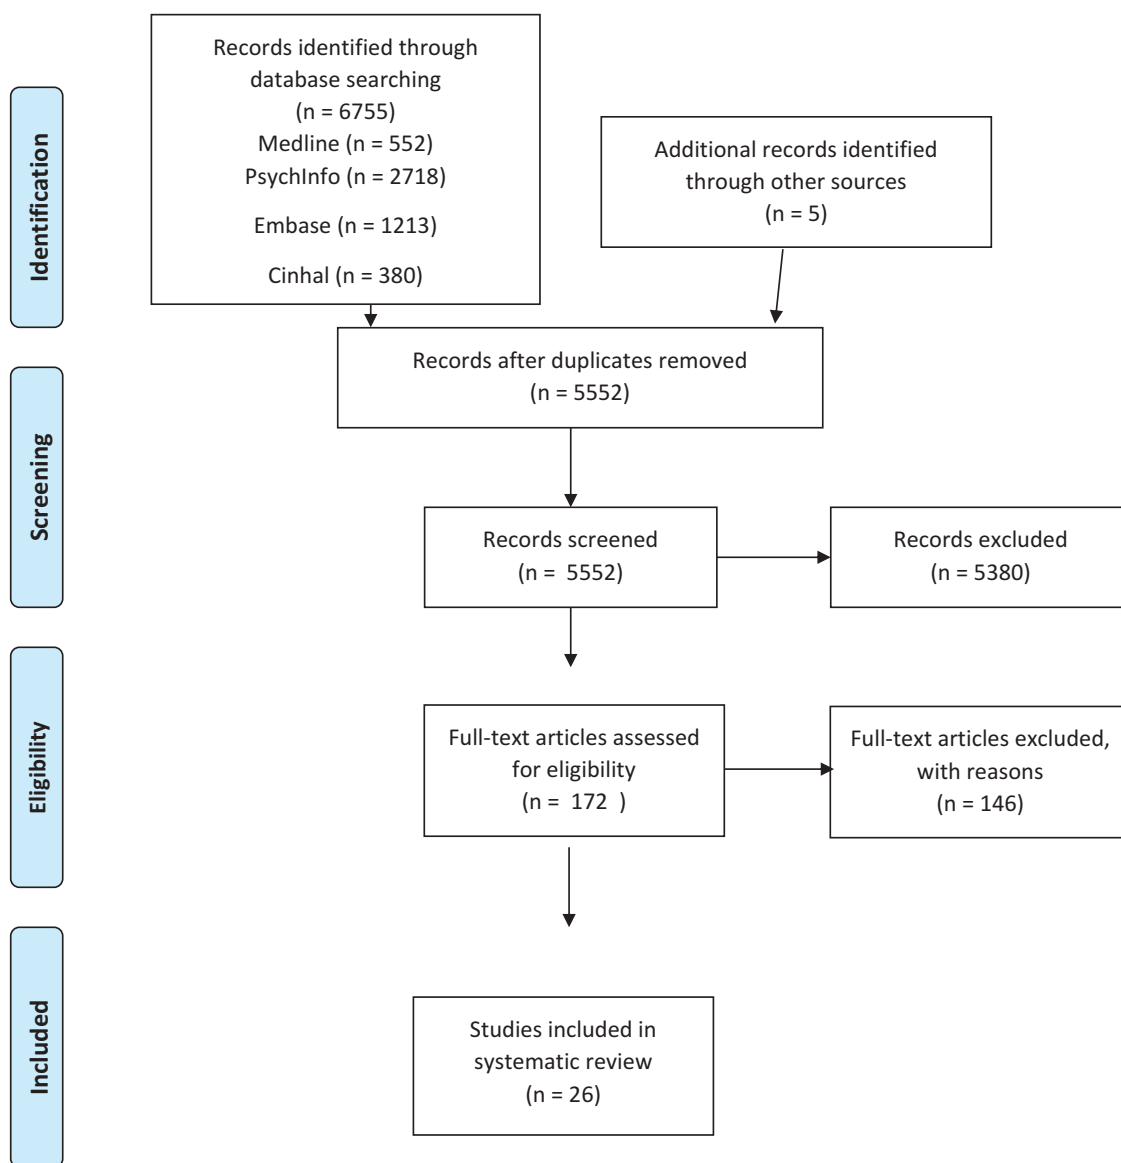 Identification
Records identified through
database searching
(n = 6755)
Medline (n = 552)
PsychInfo (n = 2718)
Embase (n = 1213)
Cinhal (n = 380)
Additional records identified
through other sources
(n = 5)
Records after duplicates removed
(n = 5552)
Screening
Records screened
(n =  5552)
Records excluded
(n = 5380)
Eligibility
Full-text articles assessed
for eligibility
(n =  172  )
Full-text articles excluded,
with reasons
(n = 146)
Included
Studies included in
systematic review
(n = 26)